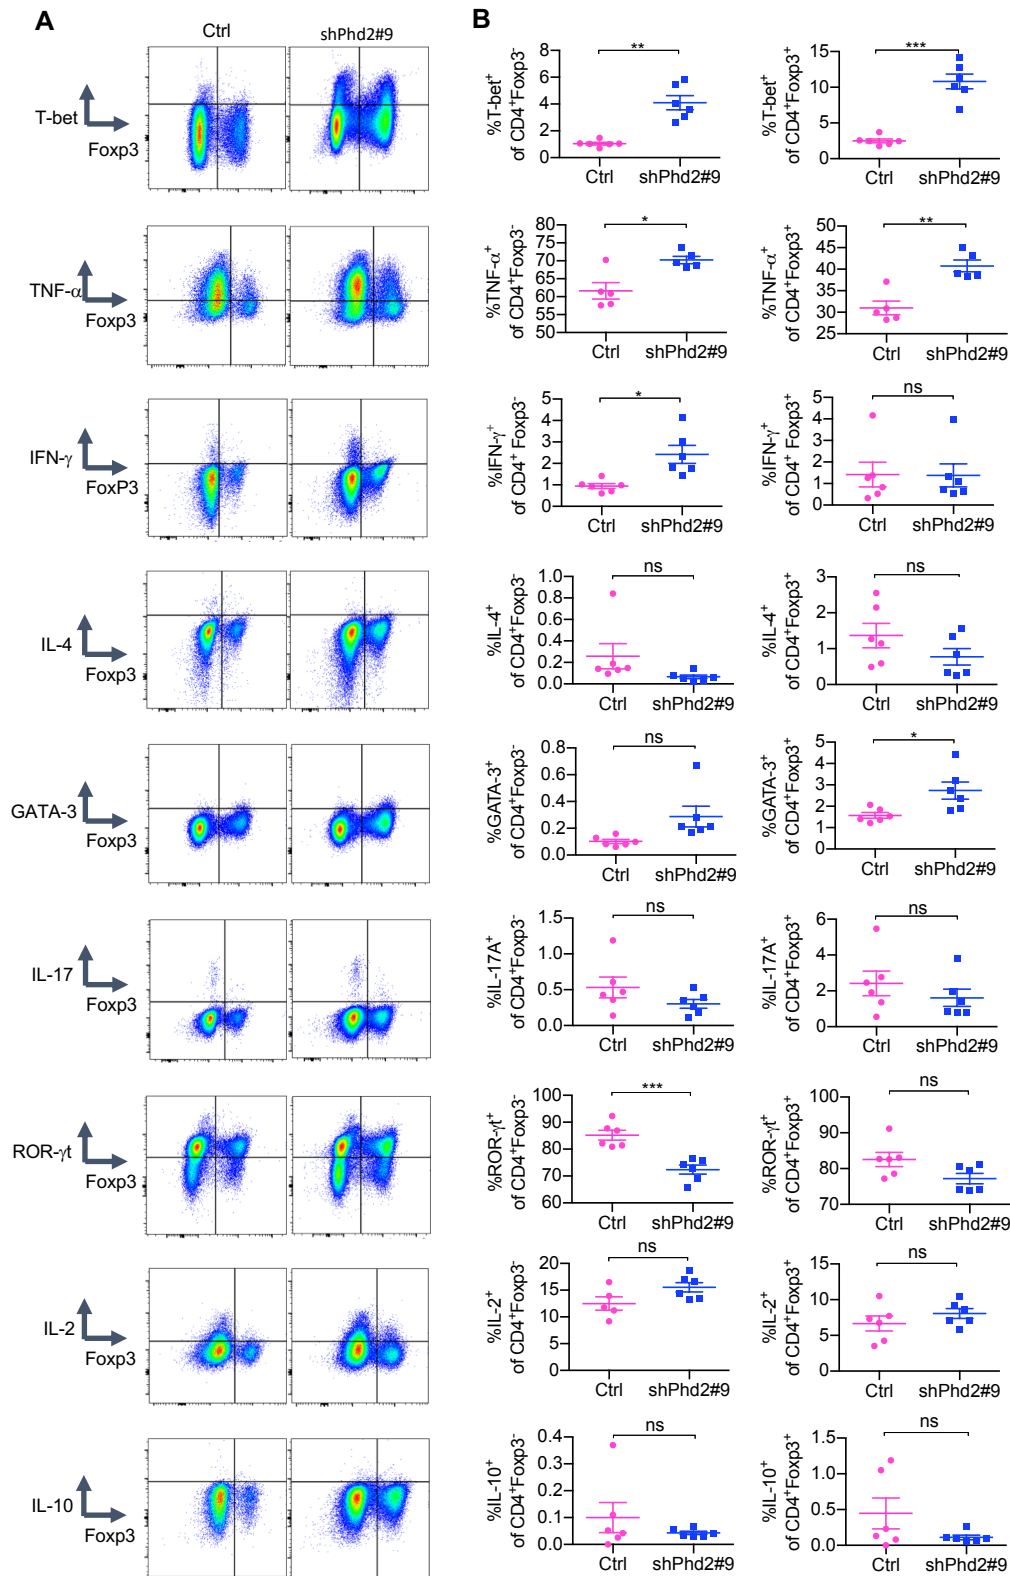 A
B
Ctrl
shPhd2#9
T-bet
Foxp3
TNF-α
Foxp3
IFN-γ
FoxP3
IL-4
Foxp3
GATA-3
Foxp3
IL-17
Foxp3
ROR-γt
Foxp3
IL-2
Foxp3
IL-10
Foxp3
%T-bet⁺
of CD4⁺Foxp3⁻
8
6
4
2
0
**
Ctrl
shPhd2#9
%T-bet⁺
of CD4⁺Foxp3⁺
15
10
5
0
***
Ctrl
shPhd2#9
%TNF-α⁺
of CD4⁺Foxp3⁻
80
75
70
65
60
55
50
*
Ctrl
shPhd2#9
%TNF-α⁺
of CD4⁺Foxp3⁺
50
45
40
35
30
25
**
Ctrl
shPhd2#9
%IFN-γ⁺
of CD4⁺ Foxp3⁻
5
4
3
2
1
0
*
Ctrl
shPhd2#9
%IFN-γ⁺
of CD4⁺ Foxp3⁺
5
4
3
2
1
0
ns
Ctrl
shPhd2#9
%IL-4⁺
of CD4⁺Foxp3⁻
1.0
0.8
0.6
0.4
0.2
0.0
ns
Ctrl
shPhd2#9
%IL-4⁺
of CD4⁺Foxp3⁺
3
2
1
0
ns
Ctrl
shPhd2#9
%GATA-3⁺
of CD4⁺Foxp3⁻
0.8
0.6
0.4
0.2
0.0
ns
Ctrl
shPhd2#9
%GATA-3⁺
of CD4⁺Foxp3⁺
5
4
3
2
1
0
*
Ctrl
shPhd2#9
%IL-17A⁺
of CD4⁺Foxp3⁻
1.5
1.0
0.5
0.0
ns
Ctrl
shPhd2#9
%IL-17A⁺
of CD4⁺Foxp3⁺
6
4
2
0
ns
Ctrl
shPhd2#9
%ROR-γt⁺
of CD4⁺Foxp3⁻
100
90
80
70
60
***
Ctrl
shPhd2#9
%ROR-γt⁺
of CD4⁺Foxp3⁺
100
90
80
70
ns
Ctrl
shPhd2#9
%IL-2⁺
of CD4⁺Foxp3⁻
20
15
10
5
0
ns
Ctrl
shPhd2#9
%IL-2⁺
of CD4⁺Foxp3⁺
15
10
5
0
ns
Ctrl
shPhd2#9
%IL-10⁺
of CD4⁺Foxp3⁻
0.4
0.3
0.2
0.1
0.0
ns
Ctrl
shPhd2#9
%IL-10⁺
of CD4⁺Foxp3⁺
1.5
1.0
0.5
0.0
ns
Ctrl
shPhd2#9